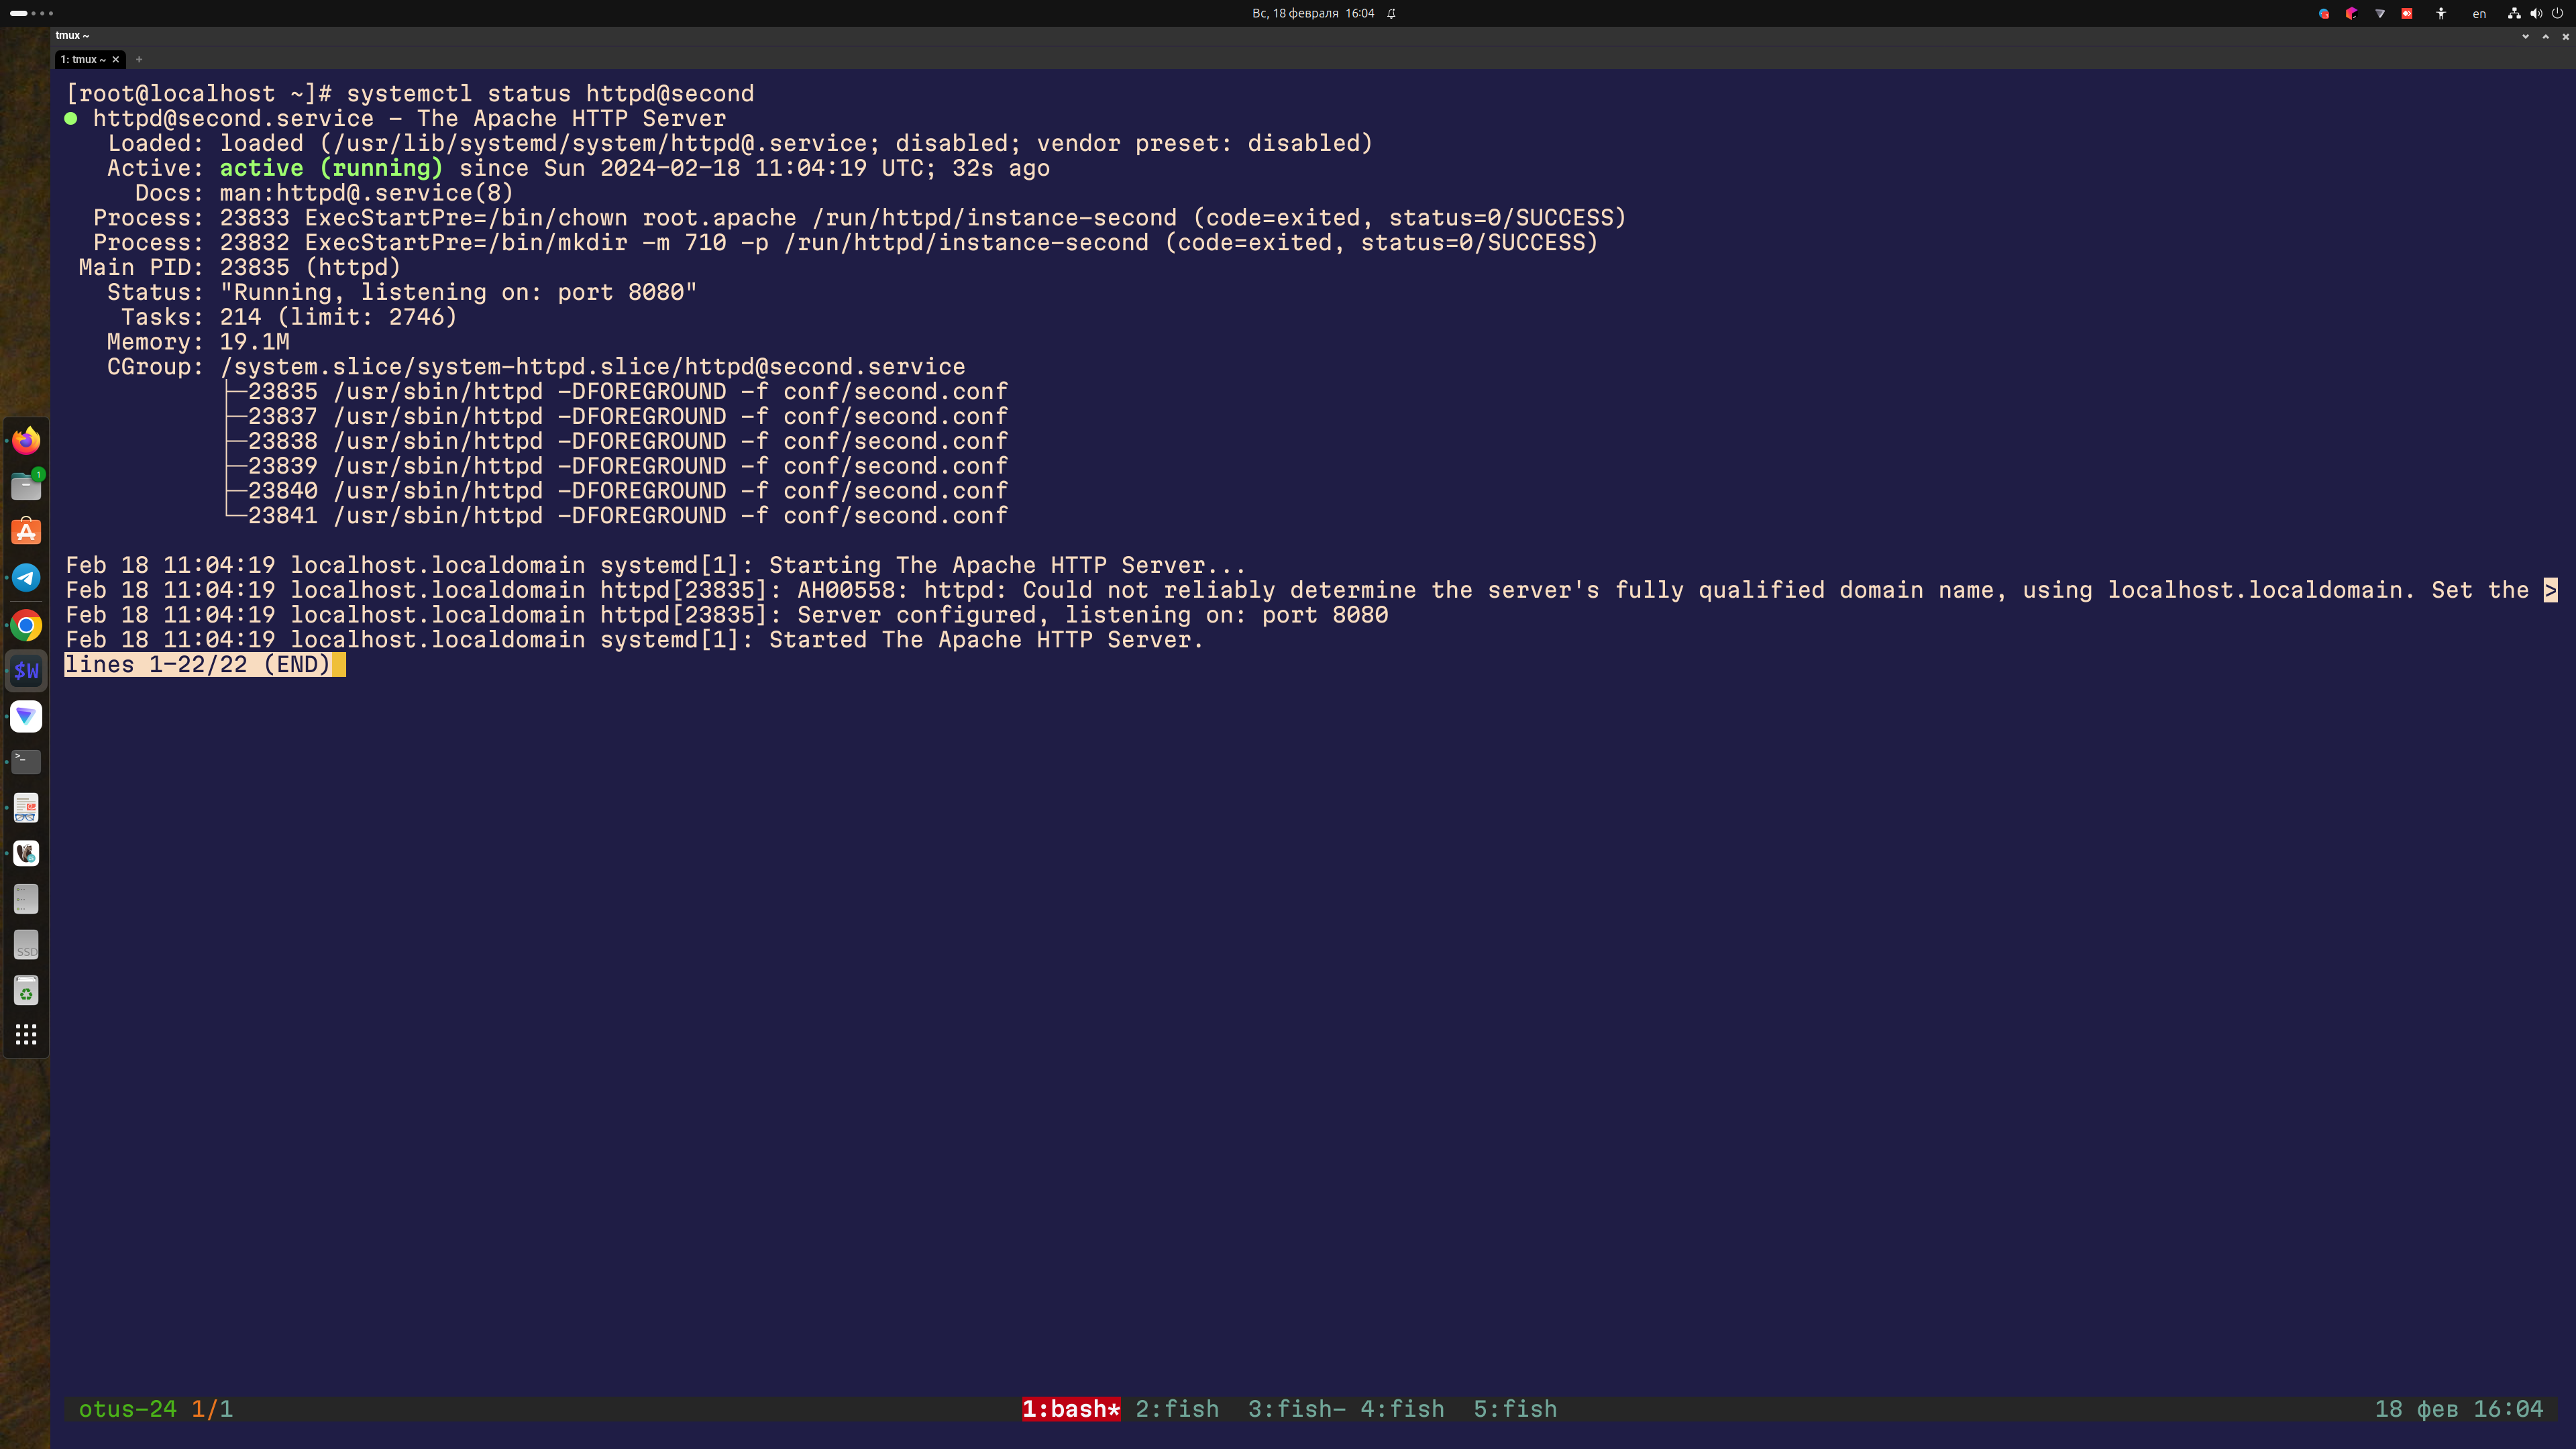 Вс, 18 февраля 16:04
en
tmux ~
1: tmux ~
[root@localhost ~]# systemctl status httpd@second
● httpd@second.service - The Apache HTTP Server
Loaded: loaded (/usr/lib/systemd/system/httpd@.service; disabled; vendor preset: disabled)
Active: active (running) since Sun 2024-02-18 11:04:19 UTC; 32s ago
Docs: man:httpd@.service(8)
Process: 23833 ExecStartPre=/bin/chown root.apache /run/httpd/instance-second (code=exited, status=0/SUCCESS)
Process: 23832 ExecStartPre=/bin/mkdir -m 710 -p /run/httpd/instance-second (code=exited, status=0/SUCCESS)
Main PID: 23835 (httpd)
Status: "Running, listening on: port 8080"
Tasks: 214 (limit: 2746)
Memory: 19.1M
CGroup: /system.slice/system-httpd.slice/httpd@second.service
├─23835 /usr/sbin/httpd -DFOREGROUND -f conf/second.conf
├─23837 /usr/sbin/httpd -DFOREGROUND -f conf/second.conf
├─23838 /usr/sbin/httpd -DFOREGROUND -f conf/second.conf
├─23839 /usr/sbin/httpd -DFOREGROUND -f conf/second.conf
├─23840 /usr/sbin/httpd -DFOREGROUND -f conf/second.conf
└─23841 /usr/sbin/httpd -DFOREGROUND -f conf/second.conf
Feb 18 11:04:19 localhost.localdomain systemd[1]: Starting The Apache HTTP Server...
Feb 18 11:04:19 localhost.localdomain httpd[23835]: AH00558: httpd: Could not reliably determine the server's fully qualified domain name, using localhost.localdomain. Set the >
Feb 18 11:04:19 localhost.localdomain httpd[23835]: Server configured, listening on: port 8080
Feb 18 11:04:19 localhost.localdomain systemd[1]: Started The Apache HTTP Server.
lines 1-22/22 (END)
1
$W
>_
SSD
otus-24 1/1 1:bash* 2:fish 3:fish- 4:fish 5:fish 18 фев 16:04